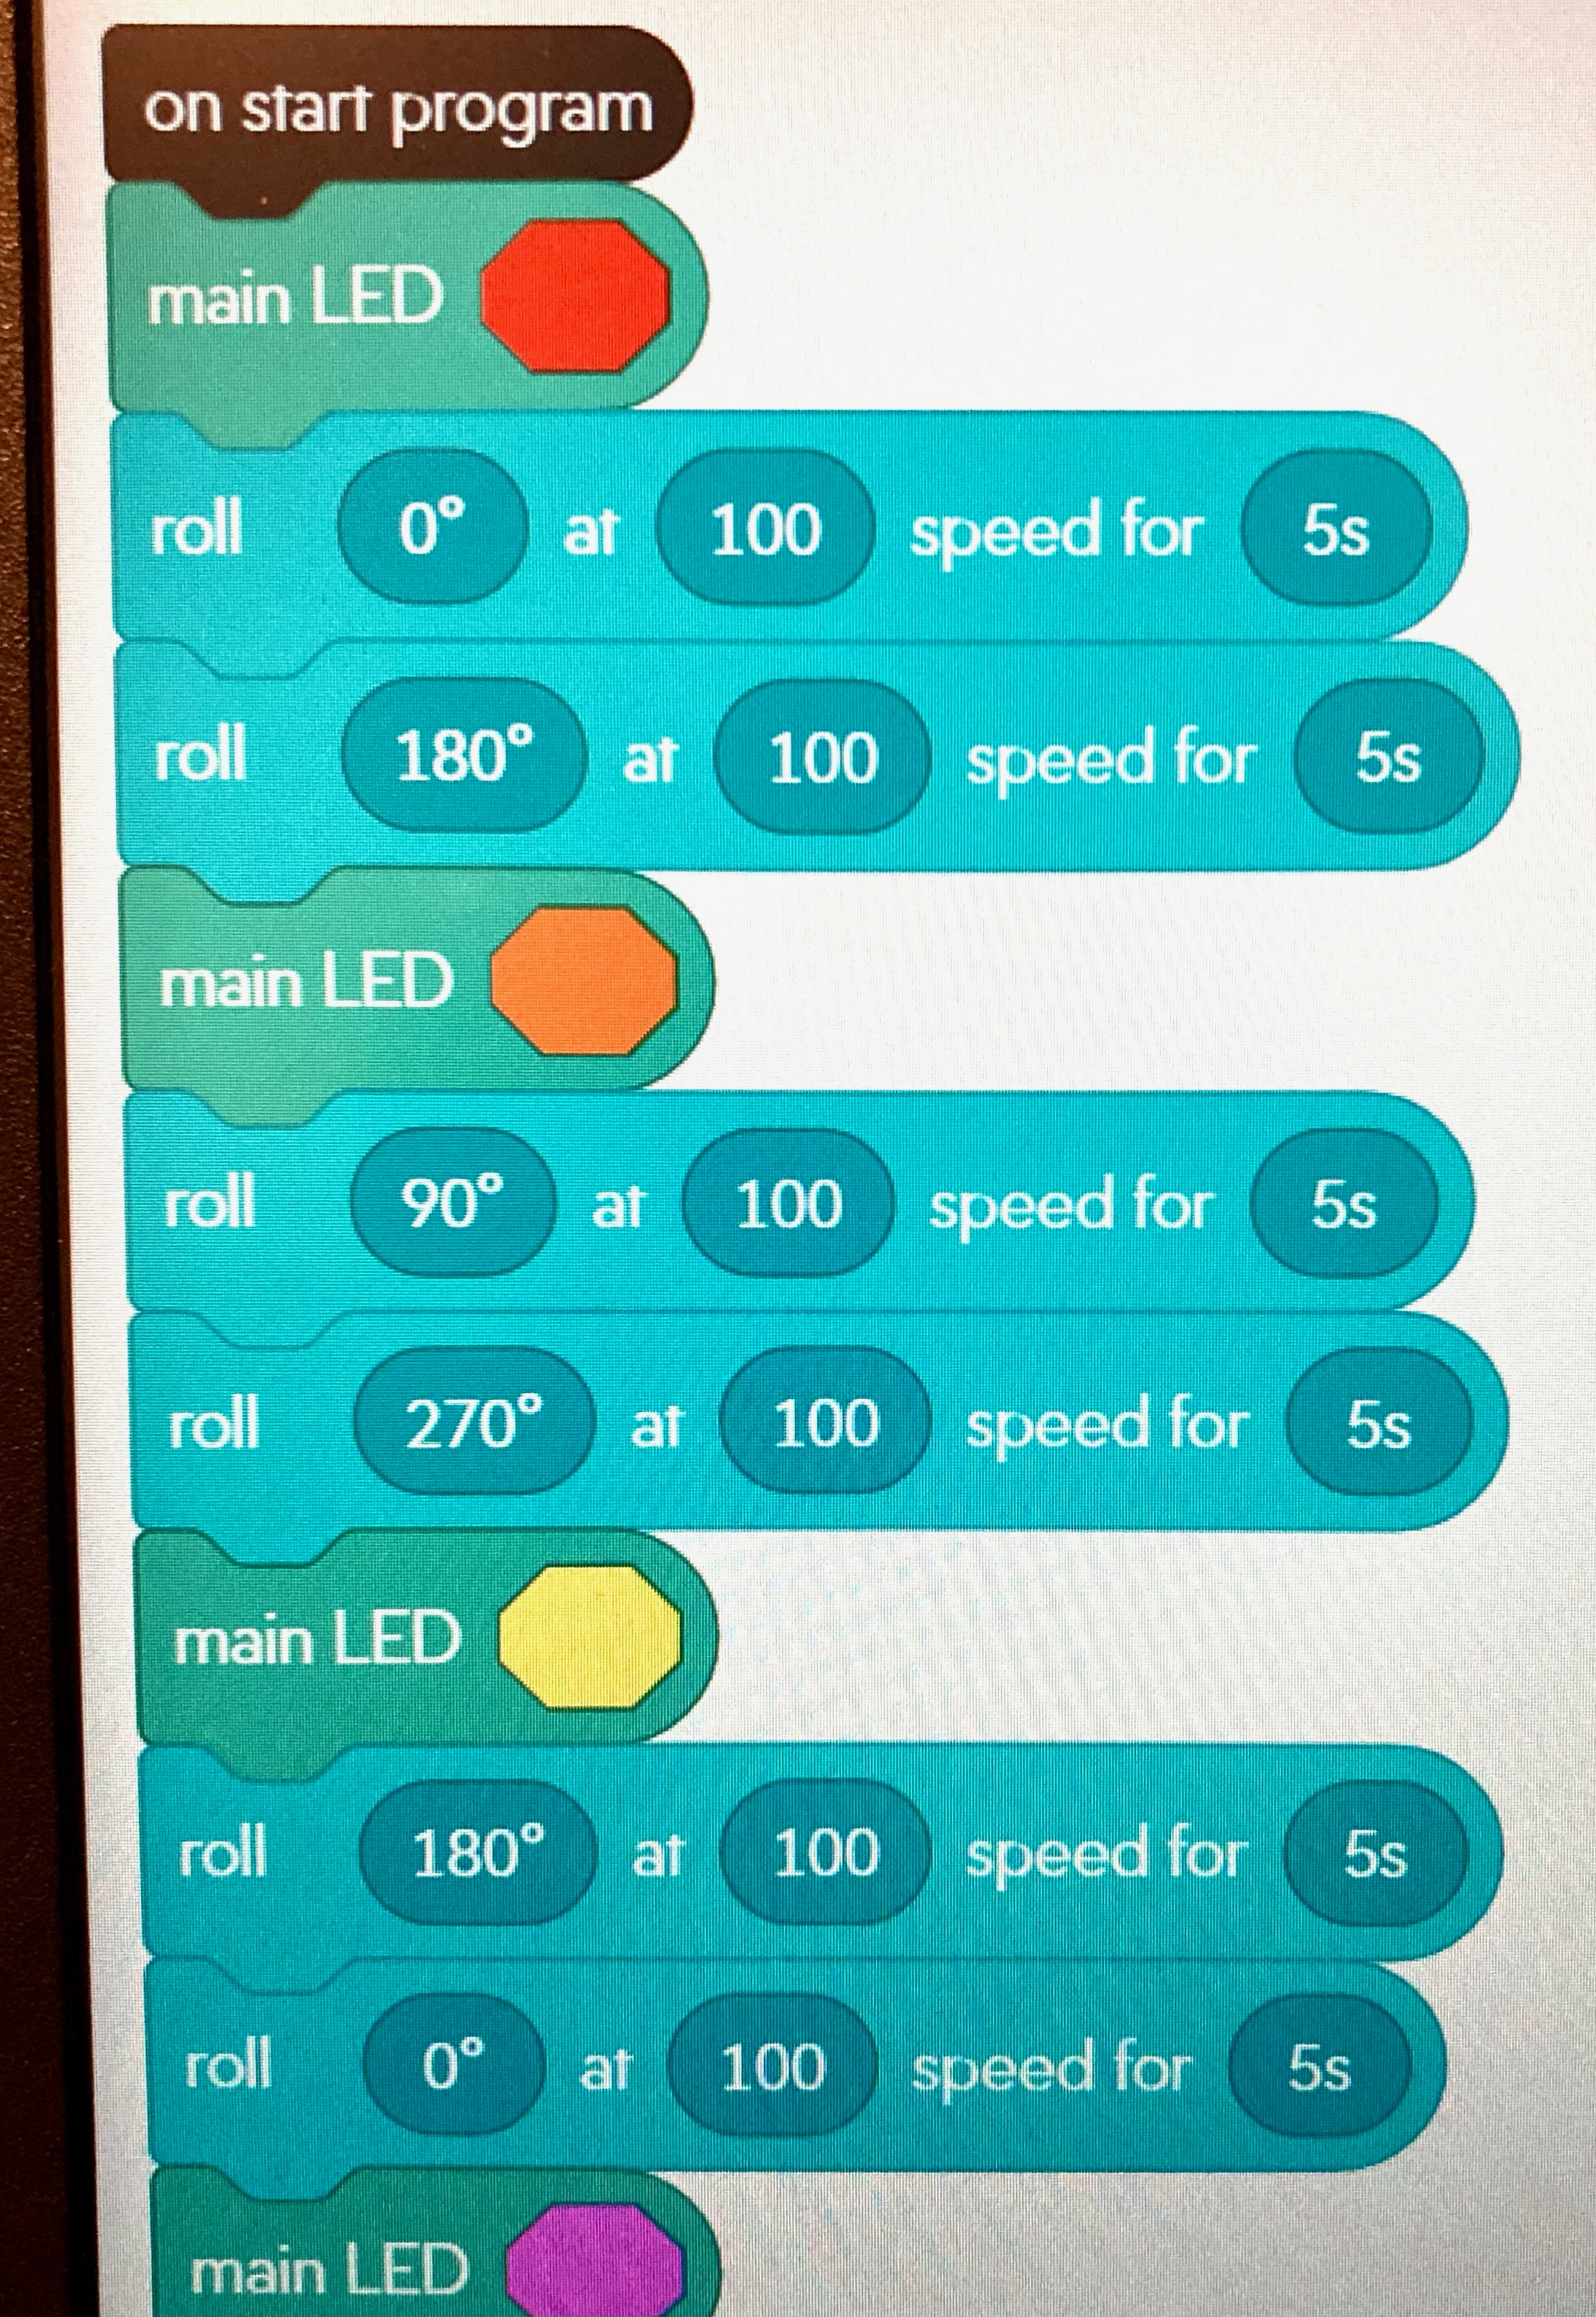 on start program
main LED
roll 0° at 100 speed for 5s
roll 180° at 100 speed for 5s
main LED
roll 90° at 100 speed for 5s
roll 270° at 100 speed for 5s
main LED
roll 180° at 100 speed for 5s
roll 0° at 100 speed for 5s
main LED